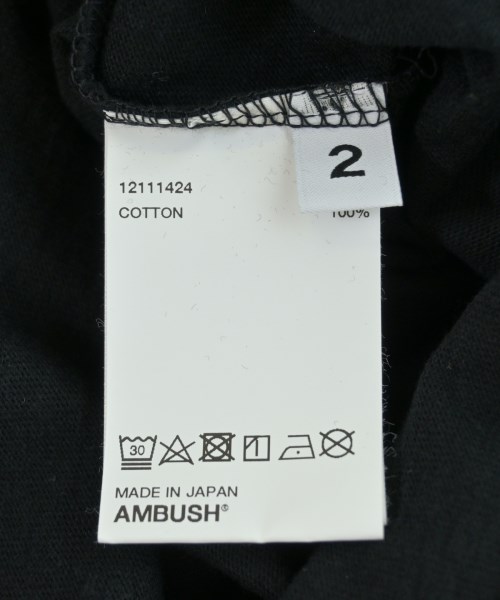 2
12111424
COTTON 100%
30
MADE IN JAPAN
AMBUSH®